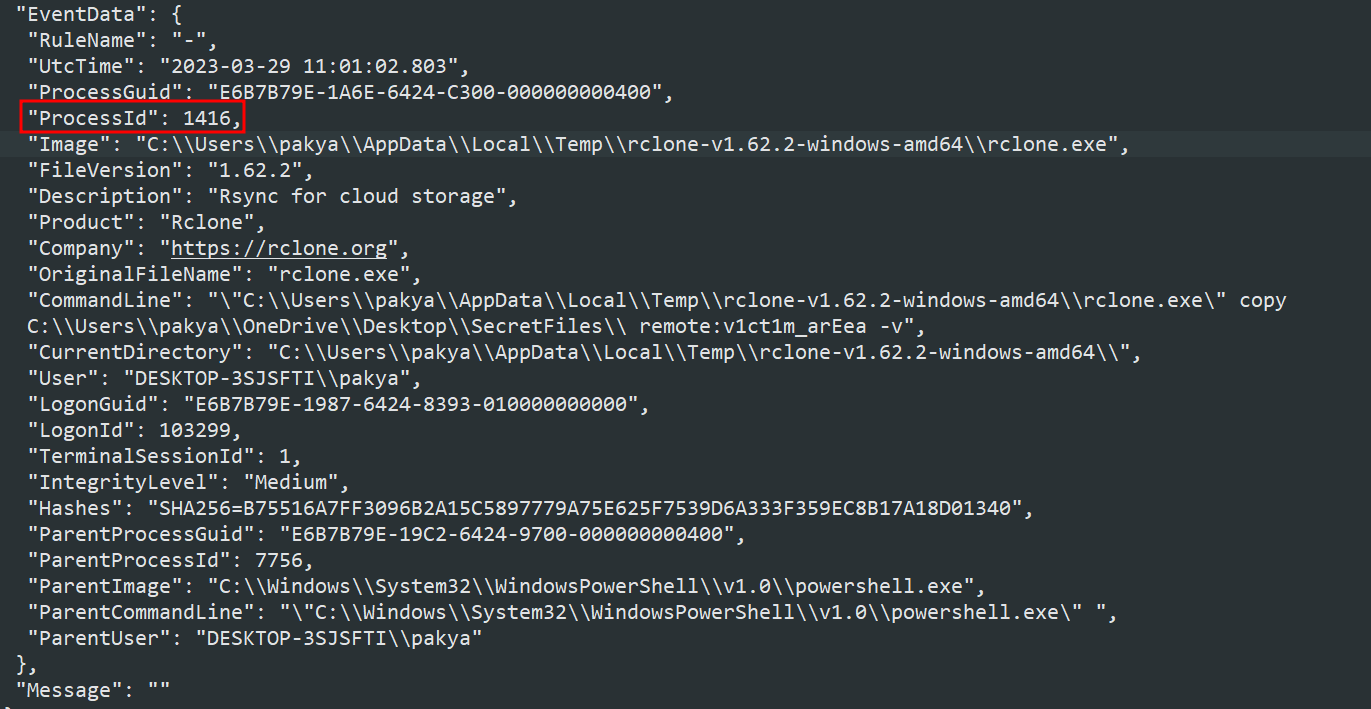 "EventData": {
"RuleName": "-",
"UtcTime": "2023-03-29 11:01:02.803",
"ProcessGuid": "E6B7B79E-1A6E-6424-C300-000000000400",
"ProcessId": 1416,
"Image": "C:\\Users\\pakya\\AppData\\Local\\Temp\\rclone-v1.62.2-windows-amd64\\rclone.exe",
"FileVersion": "1.62.2",
"Description": "Rsync for cloud storage",
"Product": "Rclone",
"Company": "https://rclone.org",
"OriginalFileName": "rclone.exe",
"CommandLine": "\"C:\\Users\\pakya\\AppData\\Local\\Temp\\rclone-v1.62.2-windows-amd64\\rclone.exe\" copy
C:\\Users\\pakya\\OneDrive\\Desktop\\SecretFiles\\ remote:v1ct1m_arEea -v",
"CurrentDirectory": "C:\\Users\\pakya\\AppData\\Local\\Temp\\rclone-v1.62.2-windows-amd64\\",
"User": "DESKTOP-3SJSFTI\\pakya",
"LogonGuid": "E6B7B79E-1987-6424-8393-010000000000",
"LogonId": 103299,
"TerminalSessionId": 1,
"IntegrityLevel": "Medium",
"Hashes": "SHA256=B75516A7FF3096B2A15C5897779A75E625F7539D6A333F359EC8B17A18D01340",
"ParentProcessGuid": "E6B7B79E-19C2-6424-9700-000000000400",
"ParentProcessId": 7756,
"ParentImage": "C:\\Windows\\System32\\WindowsPowerShell\\v1.0\\powershell.exe",
"ParentCommandLine": "\"C:\\Windows\\System32\\WindowsPowerShell\\v1.0\\powershell.exe\" ",
"ParentUser": "DESKTOP-3SJSFTI\\pakya"
},
"Message": ""